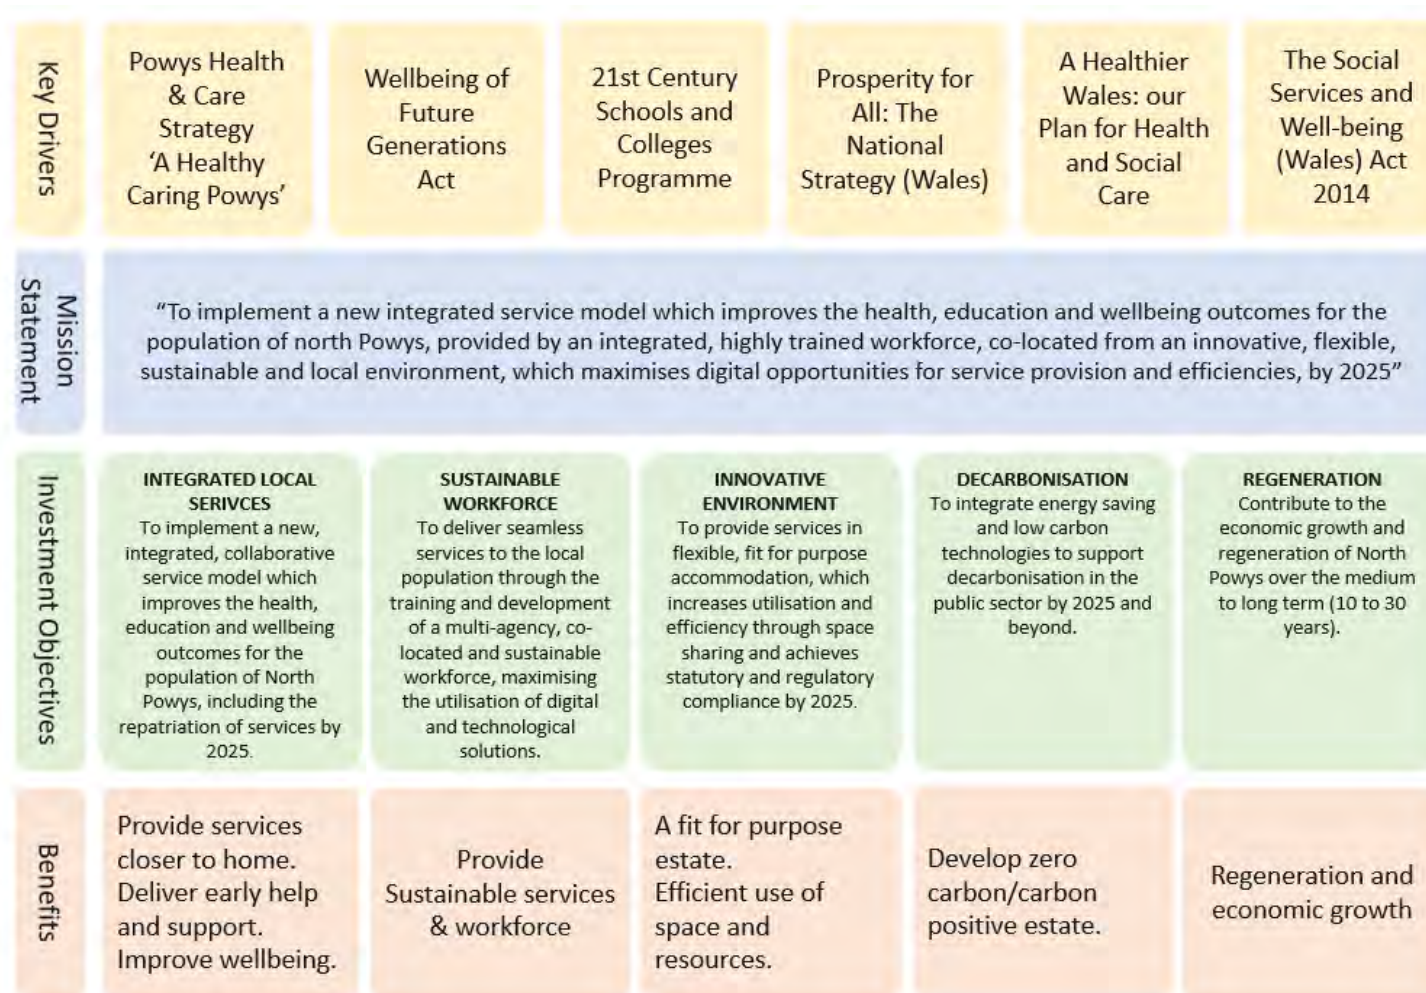 Key Drivers
Powys Health
& Care
Strategy
‘A Healthy
Caring Powys’
Wellbeing of
Future
Generations
Act
21st Century
Schools and
Colleges
Programme
Prosperity for
All: The
National
Strategy (Wales)
A Healthier
Wales: our
Plan for Health
and Social
Care
The Social
Services and
Well-being
(Wales) Act
2014
Mission
Statement
“To implement a new integrated service model which improves the health, education and wellbeing outcomes for the
population of north Powys, provided by an integrated, highly trained workforce, co-located from an innovative, flexible,
sustainable and local environment, which maximises digital opportunities for service provision and efficiencies, by 2025”
Investment Objectives
INTEGRATED LOCAL
SERIVCES
To implement a new,
integrated, collaborative
service model which
improves the health,
education and wellbeing
outcomes for the
population of North
Powys, including the
repatriation of services by
2025.
SUSTAINABLE
WORKFORCE
To deliver seamless
services to the local
population through the
training and development
of a multi-agency, co-
located and sustainable
workforce, maximising
the utilisation of digital
and technological
solutions.
INNOVATIVE
ENVIRONMENT
To provide services in
flexible, fit for purpose
accommodation, which
increases utilisation and
efficiency through space
sharing and achieves
statutory and regulatory
compliance by 2025.
DECARBONISATION
To integrate energy saving
and low carbon
technologies to support
decarbonisation in the
public sector by 2025 and
beyond.
REGENERATION
Contribute to the
economic growth and
regeneration of North
Powys over the medium
to long term (10 to 30
years).
Benefits
Provide services
closer to home.
Deliver early help
and support.
Improve wellbeing.
Provide
Sustainable services
& workforce
A fit for purpose
estate.
Efficient use of
space and
resources.
Develop zero
carbon/carbon
positive estate.
Regeneration and
economic growth